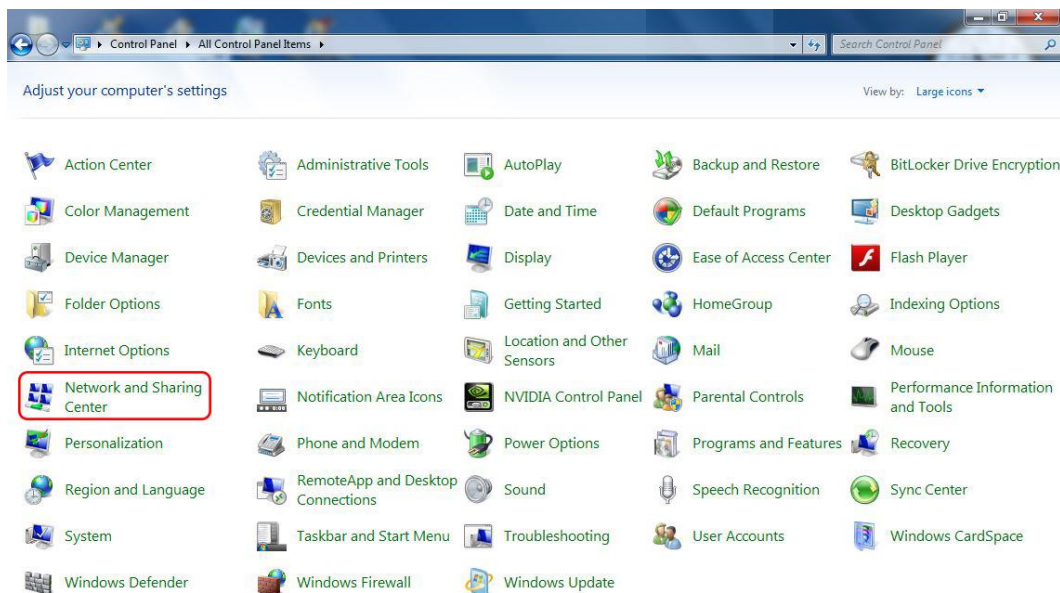 Control Panel ▸ All Control Panel Items ▸
Search Control Panel
Adjust your computer's settings
View by: Large icons
Action Center
Administrative Tools
AutoPlay
Backup and Restore
BitLocker Drive Encryption
Color Management
Credential Manager
Date and Time
Default Programs
Desktop Gadgets
Device Manager
Devices and Printers
Display
Ease of Access Center
Flash Player
Folder Options
Fonts
Getting Started
HomeGroup
Indexing Options
Internet Options
Keyboard
Location and Other
Sensors
Mail
Mouse
Network and Sharing
Center
Notification Area Icons
NVIDIA Control Panel
Parental Controls
Performance Information
and Tools
Personalization
Phone and Modem
Power Options
Programs and Features
Recovery
Region and Language
RemoteApp and Desktop
Connections
Sound
Speech Recognition
Sync Center
System
Taskbar and Start Menu
Troubleshooting
User Accounts
Windows CardSpace
Windows Defender
Windows Firewall
Windows Update